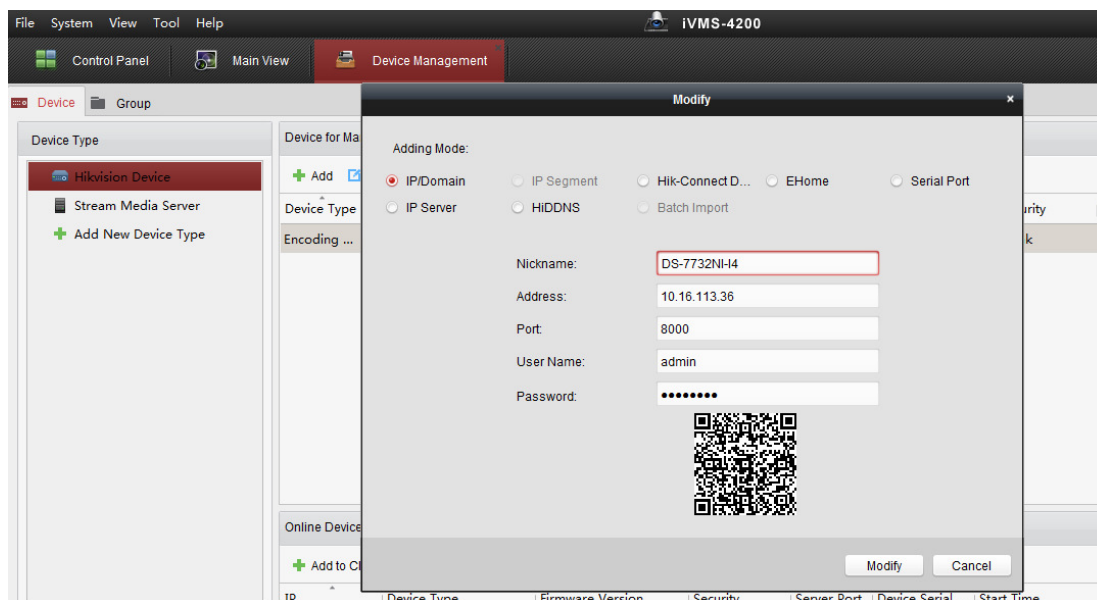 File System View Tool Help iVMS-4200
Control Panel Main View Device Management
Device Group
Modify
Device Type
Device for Ma
Adding Mode:
Hikvision Device
Add
IP/Domain IP Segment Hik-Connect D... EHome Serial Port
Stream Media Server
Device Type
IP Server HiDDNS Batch Import
urity
Add New Device Type
Encoding ...
k
Nickname: DS-7732NI-I4
Address: 10.16.113.36
Port: 8000
User Name: admin
Password: ••••••••
Online Device
Add to Cl
Modify Cancel
IP Device Type Firmware Version Security Server Port Device Serial Start Time